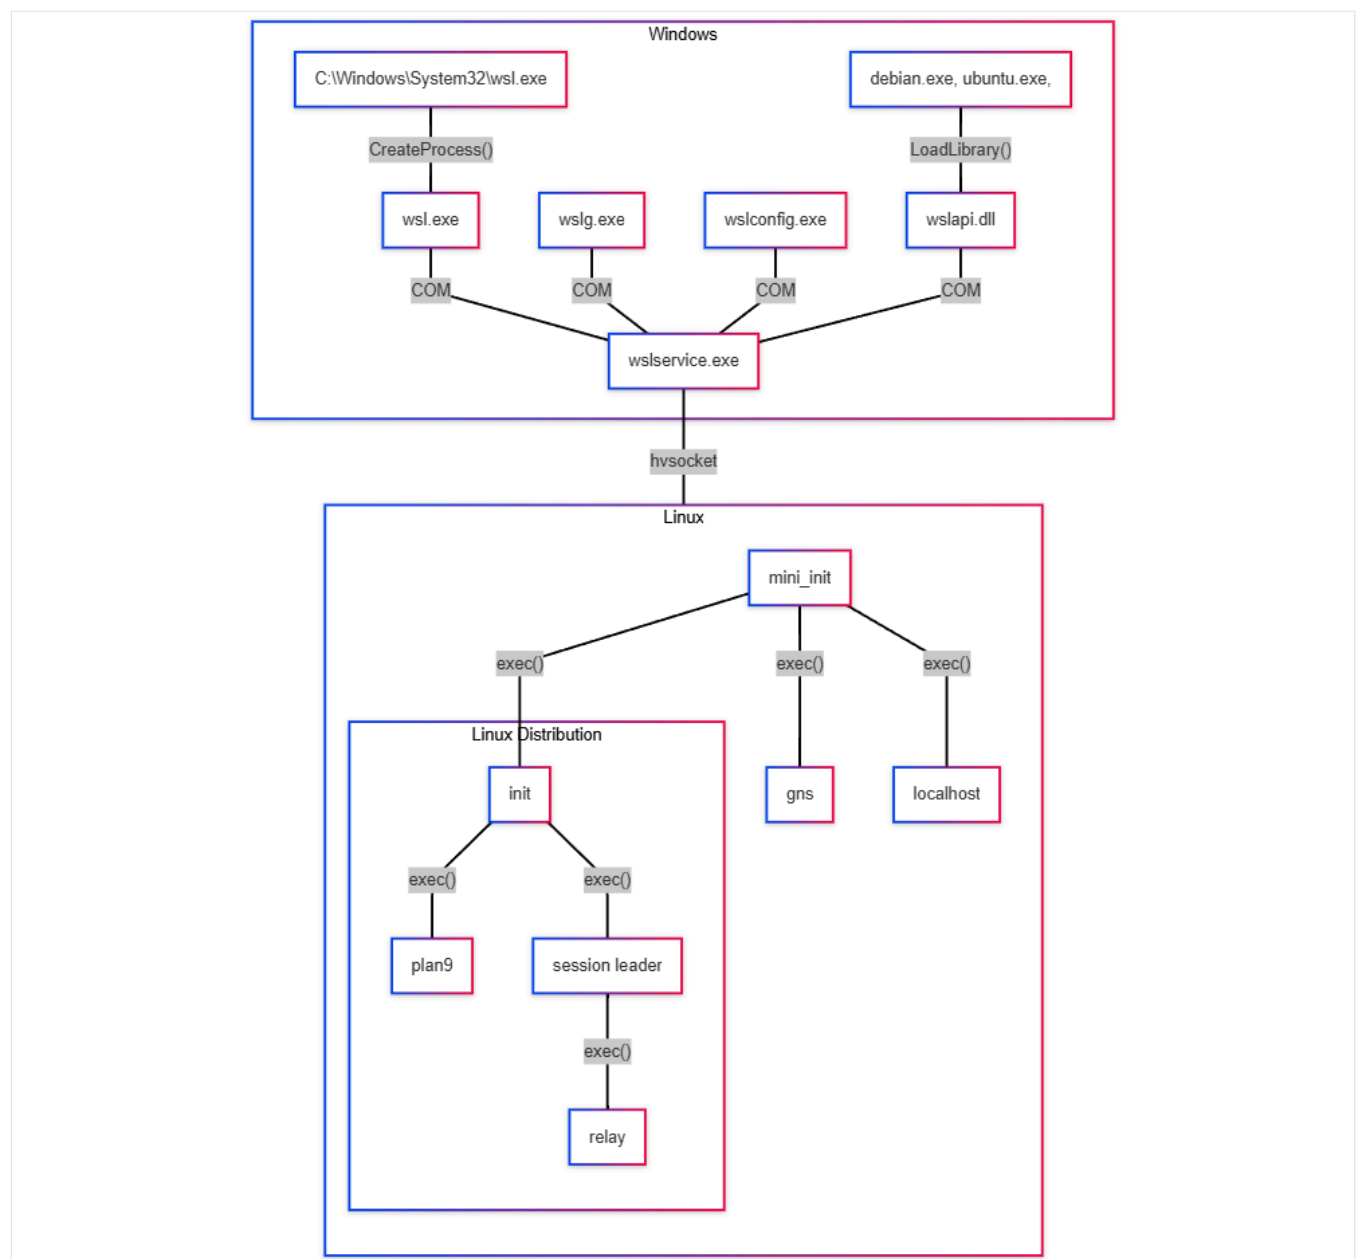 Windows
C:\Windows\System32\wsl.exe
debian.exe, ubuntu.exe,
CreateProcess()
LoadLibrary()
wsl.exe
wslg.exe
wslconfig.exe
wslapi.dll
COM
COM
COM
COM
wslservice.exe
hvsocket
Linux
mini_init
exec()
exec()
exec()
Linux Distribution
init
gns
localhost
exec()
exec()
plan9
session leader
exec()
relay